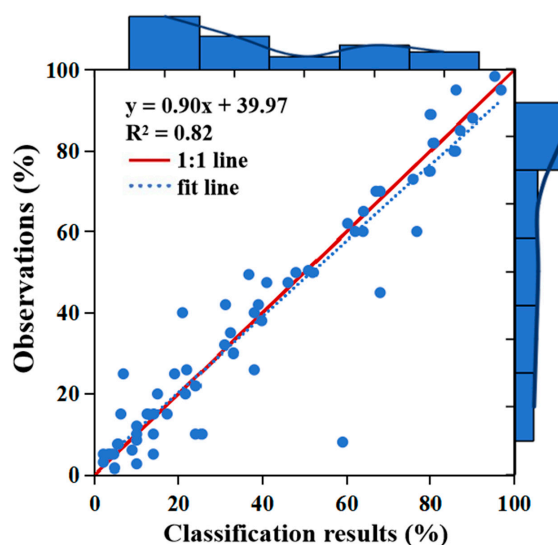 100
80
60
40
20
0
Observations (%)
y = 0.90x + 39.97
R² = 0.82
1:1 line
fit line
0 20 40 60 80 100
Classification results (%)